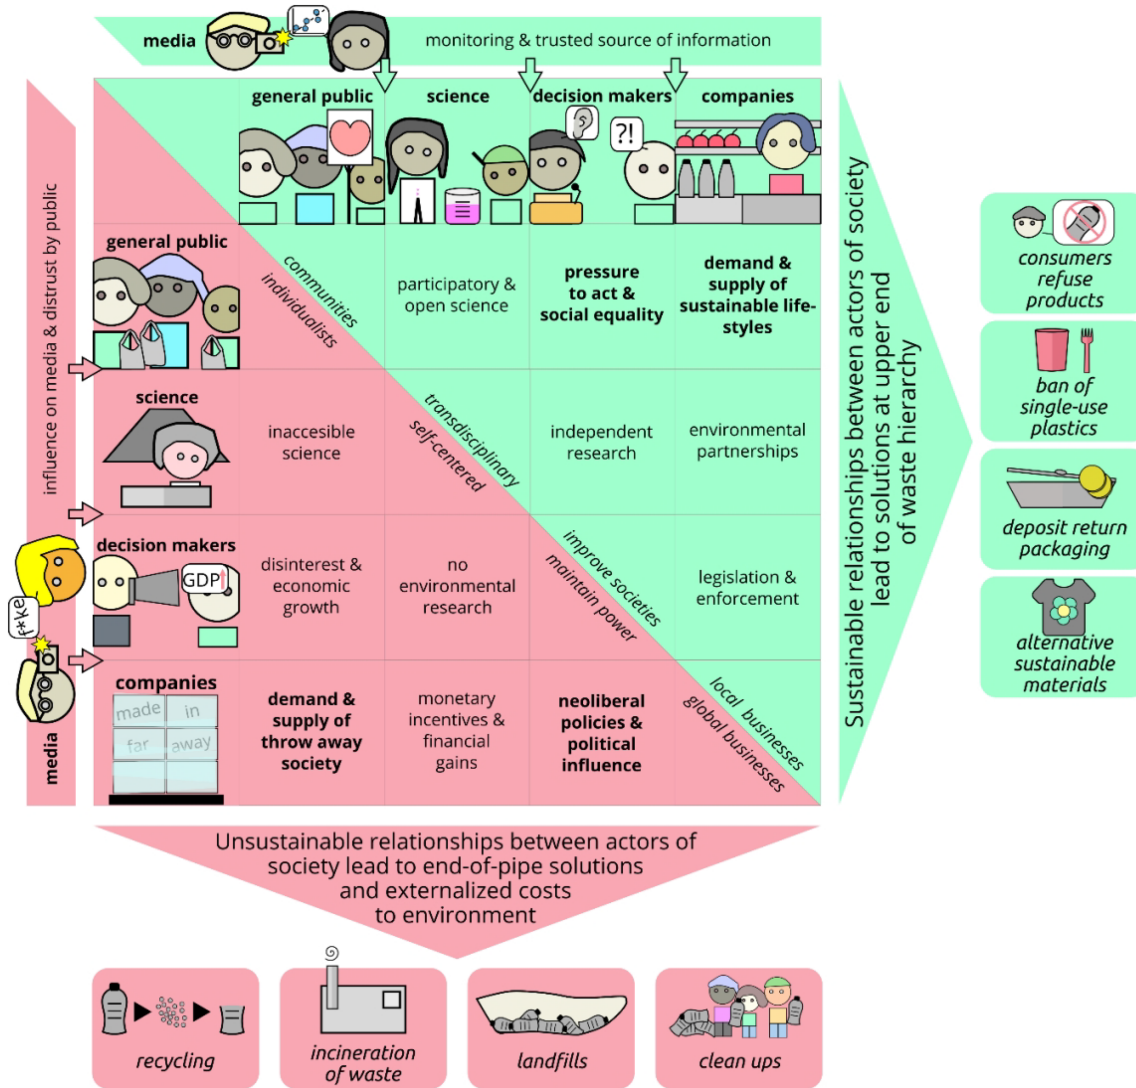 media
monitoring & trusted source of information
general public
science
decision makers
companies
?!
influence on media & distrust by public
general public
communities
individualists
participatory &
open science
pressure
to act &
social equality
demand &
supply of
sustainable life-
styles
science
inaccesible
science
transdisciplinary
self-centered
independent
research
environmental
partnerships
decision makers
GDP
disinterest &
economic
growth
no
environmental
research
improve societies
maintain power
legislation &
enforcement
f*ke
media
companies
made in
far away
demand &
supply of
throw away
society
monetary
incentives &
financial
gains
neoliberal
policies &
political
influence
local businesses
global businesses
Sustainable relationships between actors of society
lead to solutions at upper end
of waste hierarchy
consumers
refuse
products
ban of
single-use
plastics
deposit return
packaging
alternative
sustainable
materials
Unsustainable relationships between actors of
society lead to end-of-pipe solutions
and externalized costs
to environment
recycling
incineration
of waste
landfills
clean ups